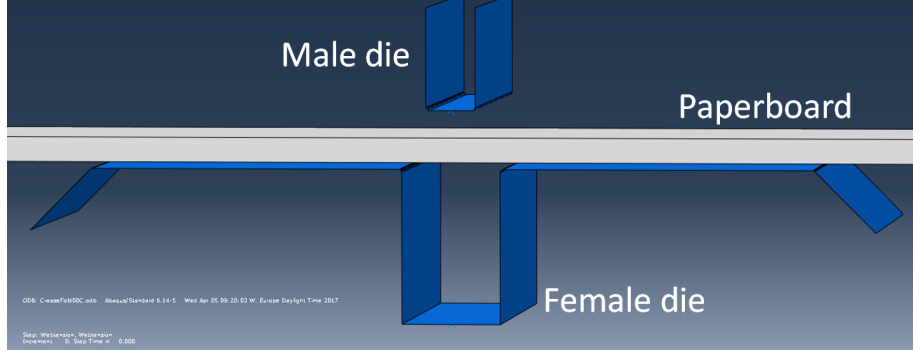 Male die
Paperboard
Female die
ODB: CreaseFold00C.odb Abaqus/Standard 6.14-5 Wed Apr 05 09:20:03 W. Europe Daylight Time 2017
Step: Webtension, Webtension
Increment 0: Step Time = 0.000